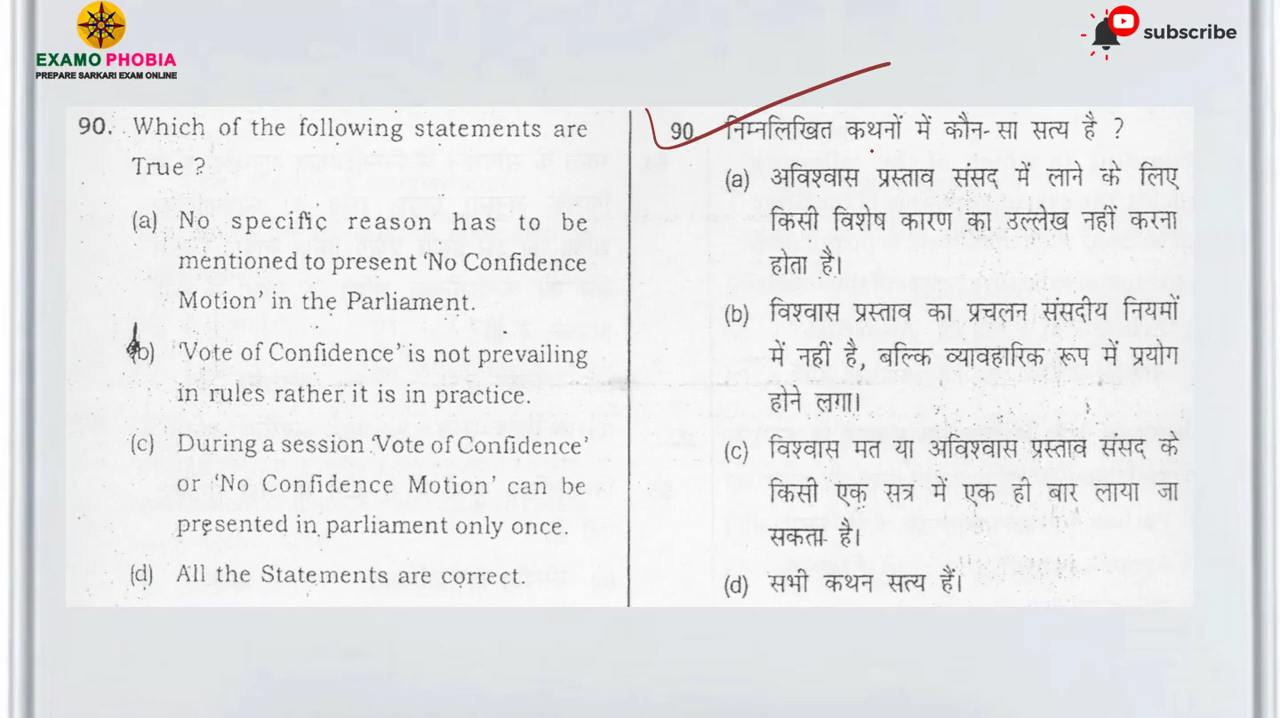 EXAMO PHOBIA
PREPARE SARKARI EXAM ONLINE
subscribe
90. Which of the following statements are
True ?
(a) No specific reason has to be
mentioned to present ‘No Confidence
Motion’ in the Parliament.
(b) ‘Vote of Confidence’ is not prevailing
in rules rather it is in practice.
(c) During a session ‘Vote of Confidence’
or ‘No Confidence Motion’ can be
presented in parliament only once.
(d) All the Statements are correct.
90. निम्नलिखित कथनों में कौन-सा सत्य है ?
(a) अविश्वास प्रस्ताव संसद में लाने के लिए
किसी विशेष कारण का उल्लेख नहीं करना
होता है।
(b) विश्वास प्रस्ताव का प्रचलन संसदीय नियमों
में नहीं है, बल्कि व्यावहारिक रूप में प्रयोग
होने लगा।
(c) विश्वास मत या अविश्वास प्रस्ताव संसद के
किसी एक सत्र में एक ही बार लाया जा
सकता है।
(d) सभी कथन सत्य हैं।